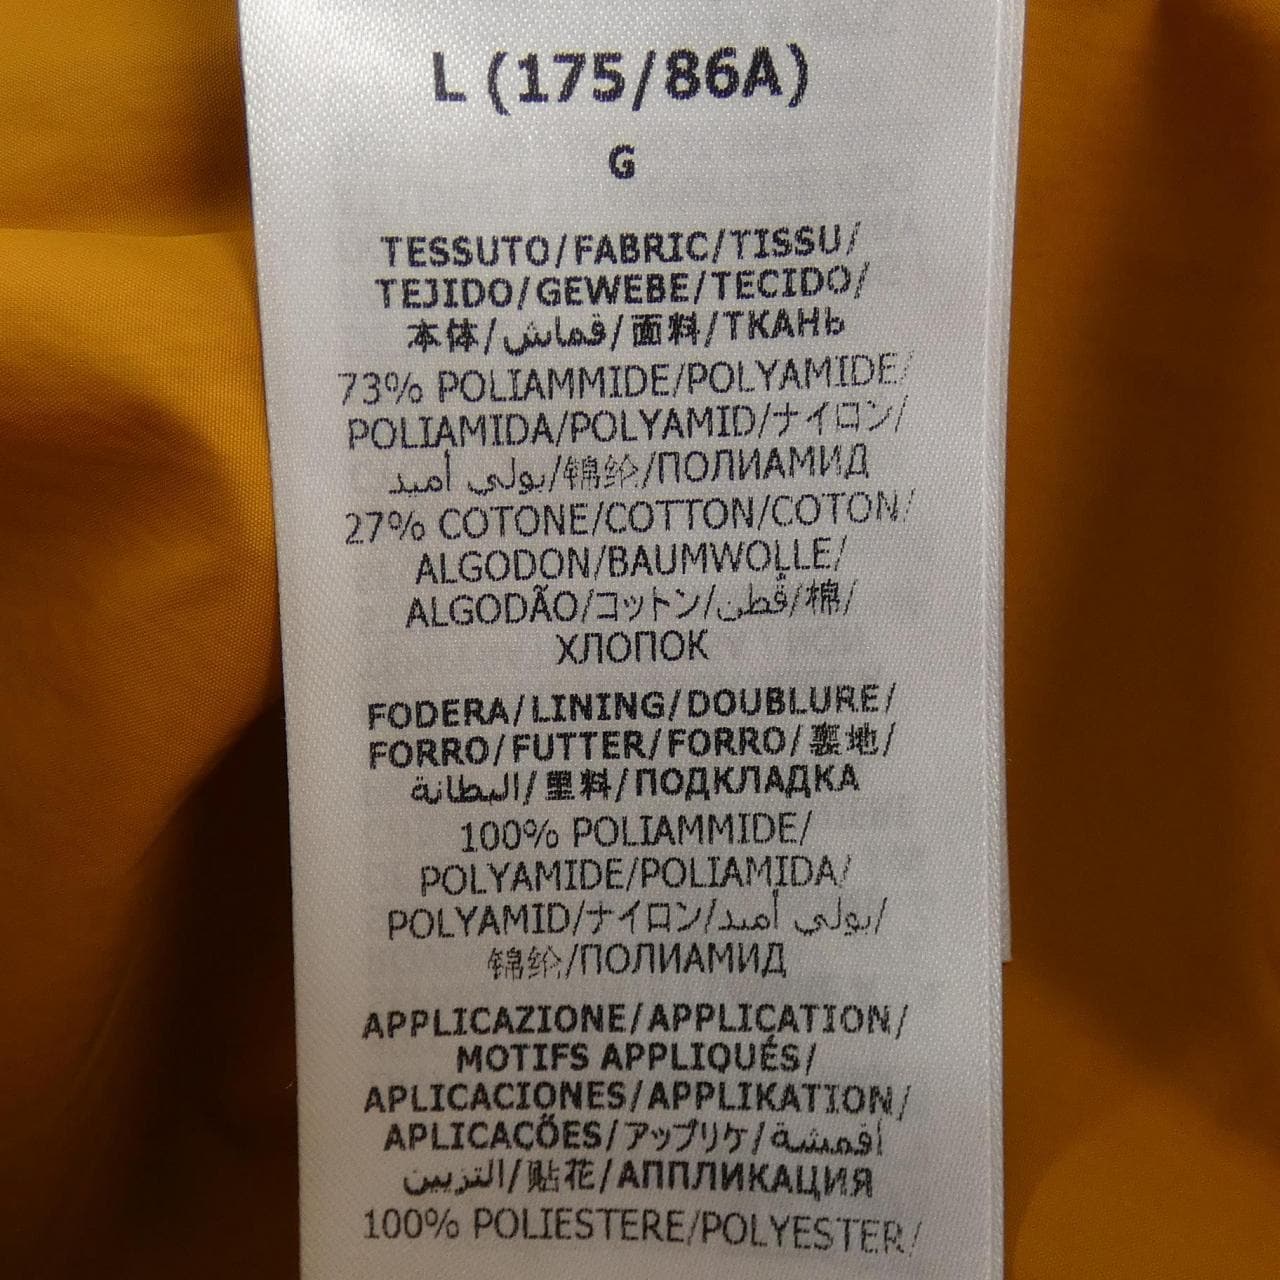 L (175/86A)
G
TESSUTO/FABRIC/TISSU/
TEJIDO/GEWEBE/TECIDO/
本体/قماش/面料/ТКАНЬ
73% POLIAMMIDE/POLYAMIDE/
POLIAMIDA/POLYAMID/ナイロン/
بولي أميد/锦纶/ПОЛИАМИД
27% COTONE/COTTON/COTON/
ALGODON/BAUMWOLLE/
ALGODÃO/コットン/قُطن/棉/
ХЛОПОК
FODERA/LINING/DOUBLURE/
FORRO/FUTTER/FORRO/裏地/
البطانة/里料/ПОДКЛАДКА
100% POLIAMMIDE/
POLYAMIDE/POLIAMIDA/
POLYAMID/ナイロン/بولي أميد/
锦纶/ПОЛИАМИД
APPLICAZIONE/APPLICATION/
MOTIFS APPLIQUÉS/
APLICACIONES/APPLIKATION/
APLICACÕES/アップリケ/أقمشة
التزيين/贴花/АППЛИКАЦИЯ
100% POLIESTERE/POLYESTER/